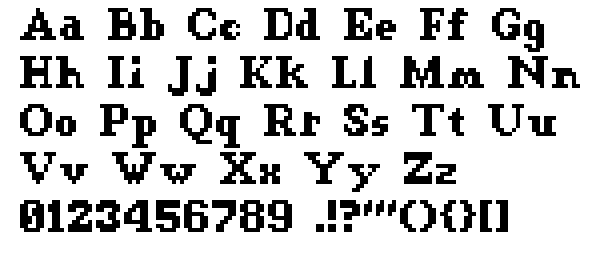 Aa Bb Cc Dd Ee Ff Gg
Hh Ii Jj Kk Ll Mm Nn
Oo Pp Qq Rr Ss Tt Uu
Vv Ww Xx Yy Zz
0123456789 .!?""(){}[]